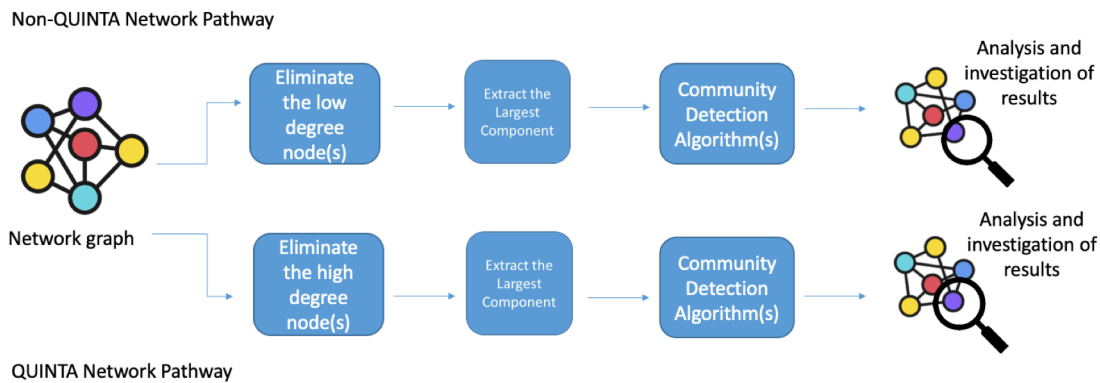 Non-QUINTA Network Pathway
Network graph
Eliminate
the low
degree
node(s)
Extract the
Largest
Component
Community
Detection
Algorithm(s)
Analysis and
investigation of
results
Eliminate
the high
degree
node(s)
Extract the
Largest
Component
Community
Detection
Algorithm(s)
Analysis and
investigation of
results
QUINTA Network Pathway